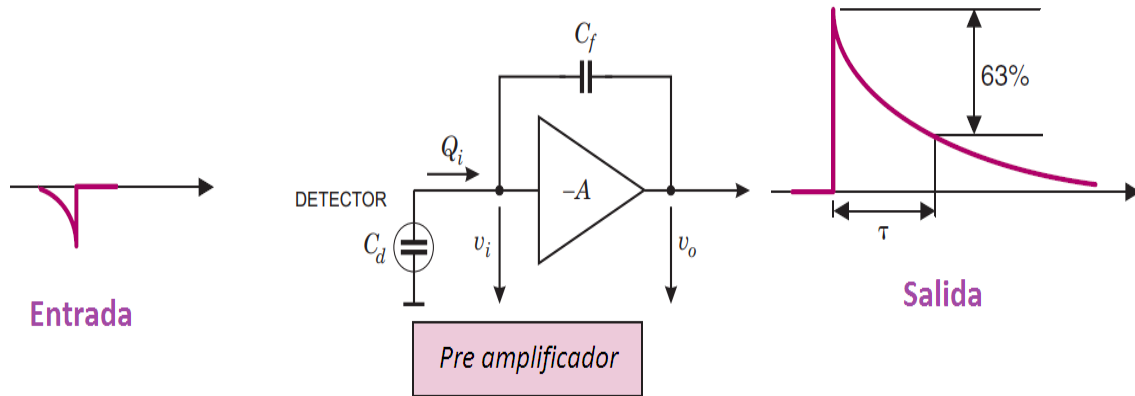 Entrada
DETECTOR
Q_i
C_d
v_i
C_f
–A
v_o
Pre amplificador
63%
τ
Salida